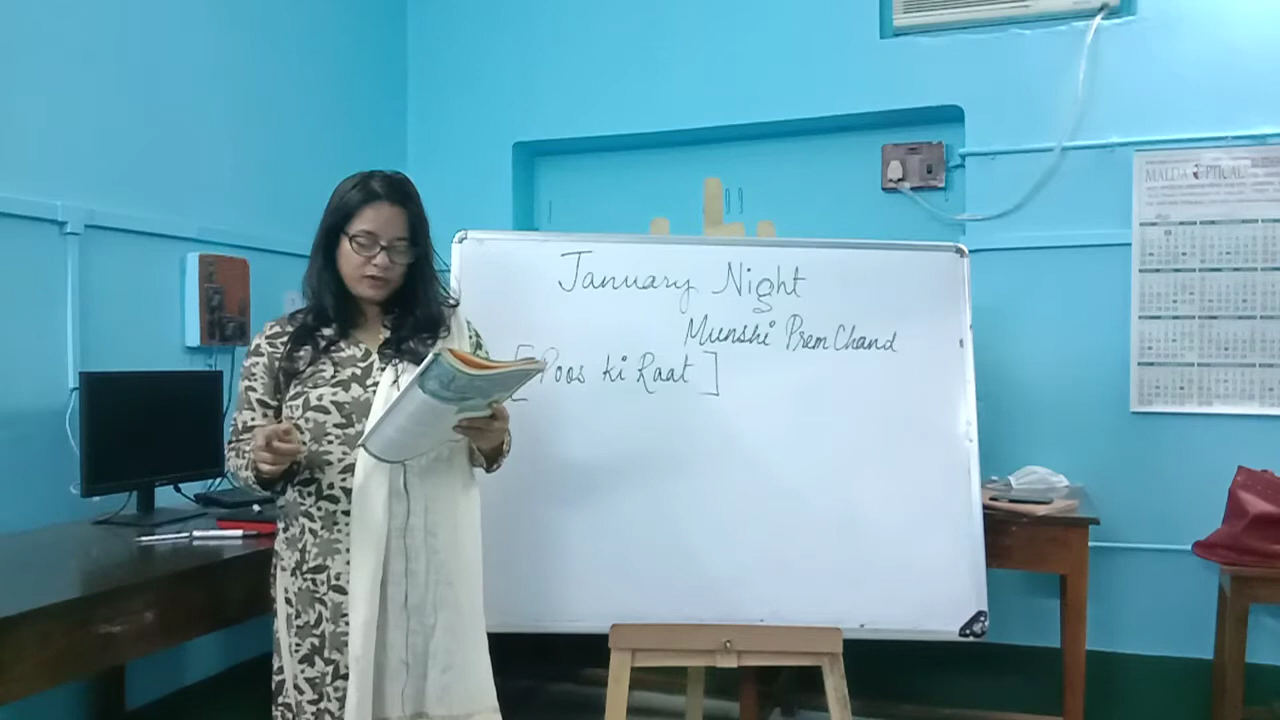 January Night
Munshi Prem Chand
[Poos ki Raat]
MALDA OPTICAL